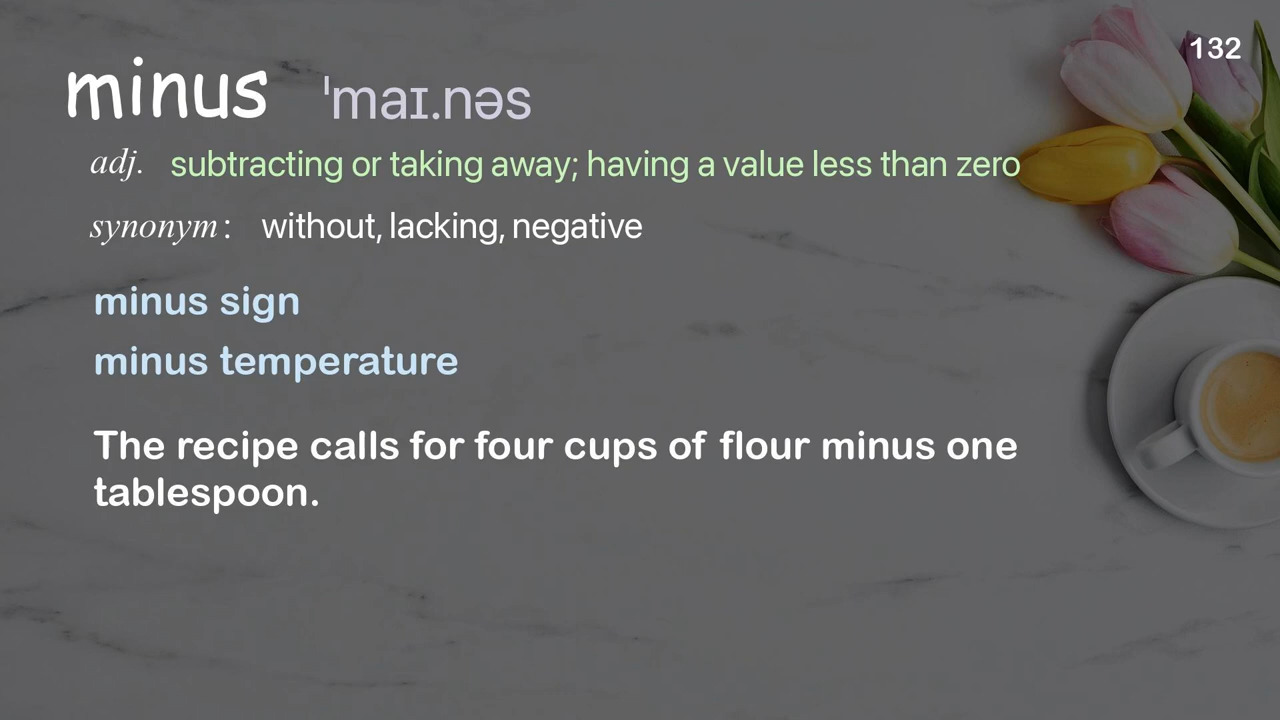 132
minus ˈmaɪ.nəs
adj. subtracting or taking away; having a value less than zero
synonym: without, lacking, negative
minus sign
minus temperature
The recipe calls for four cups of flour minus one
tablespoon.